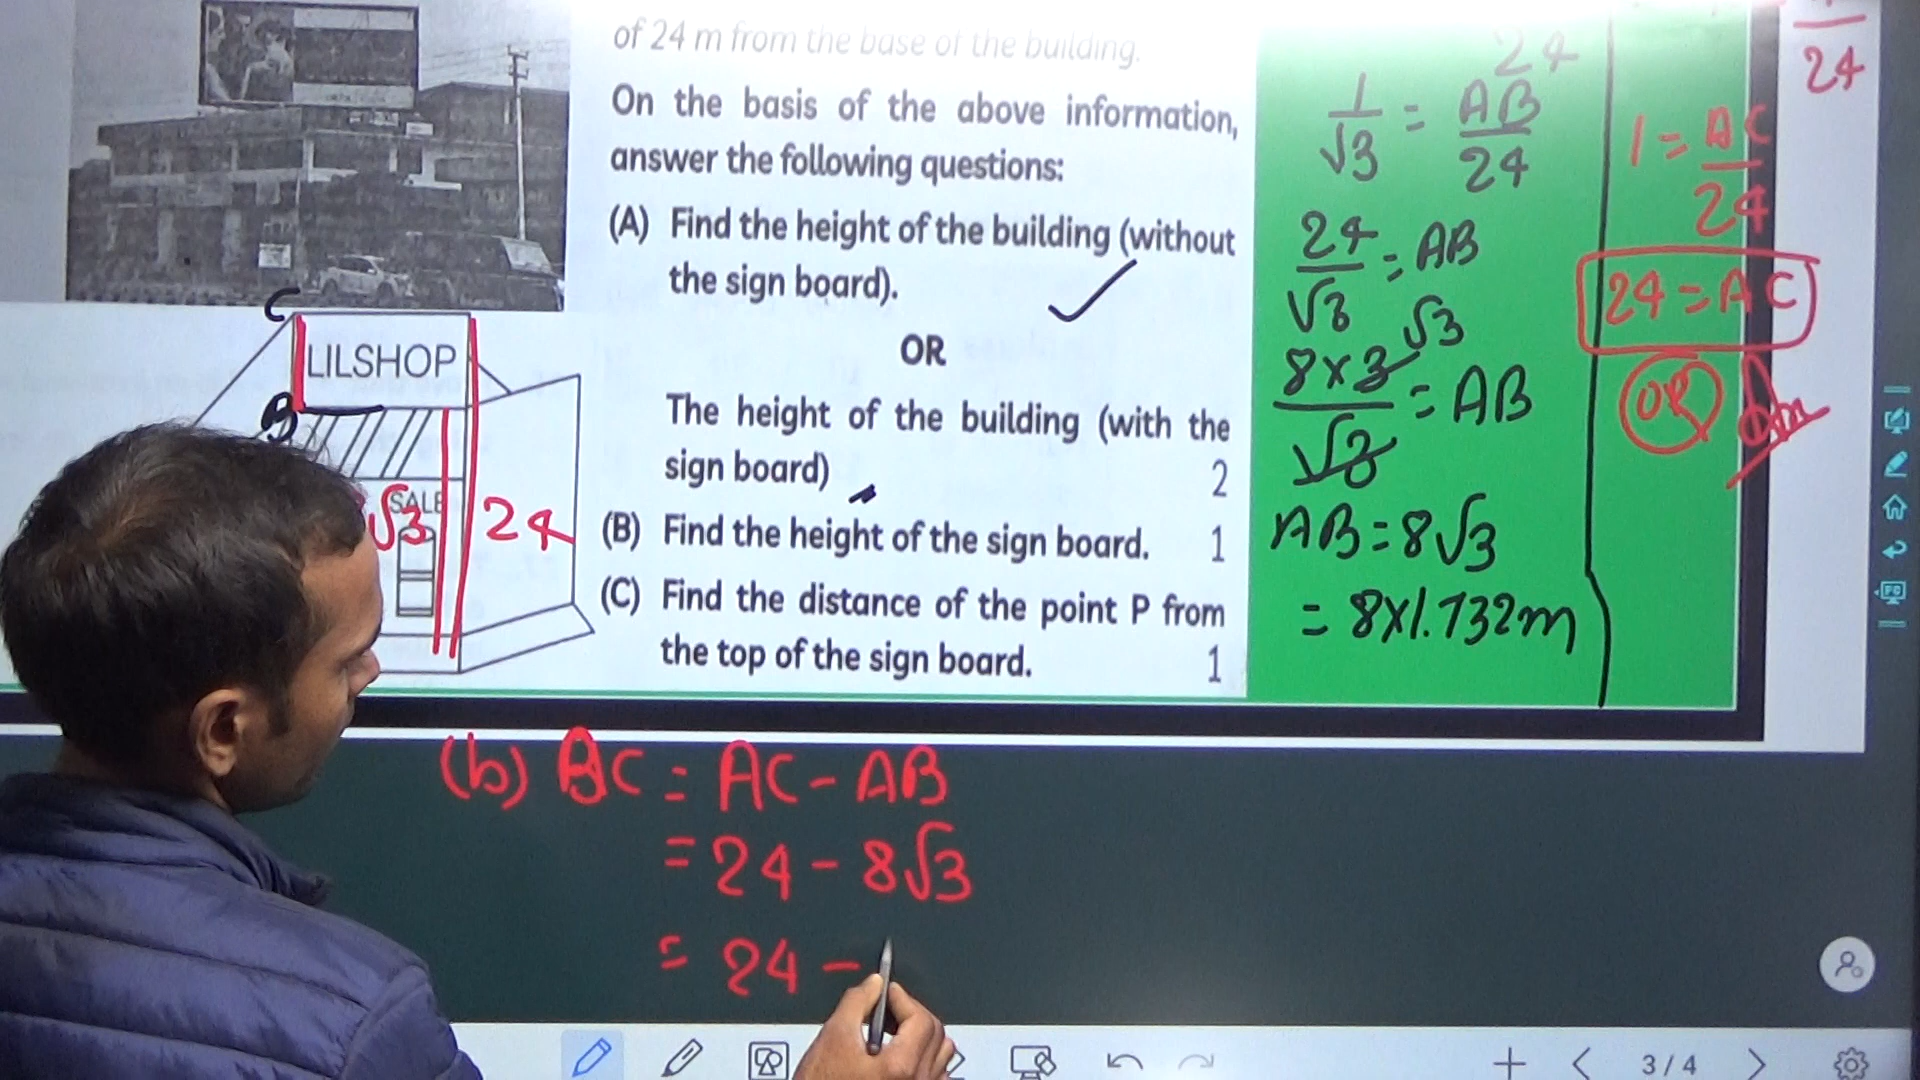 of 24 m from the base of the building.
On the basis of the above information,
answer the following questions:
(A) Find the height of the building (without
the sign board).
OR
The height of the building (with the
sign board) 2
(B) Find the height of the sign board. 1
(C) Find the distance of the point P from
the top of the sign board. 1
C
LILSHOP
B
SALE
√3
24
24
1/√3 = AB/24
24/√3 = AB
8×3 √3/√3 = AB
AB = 8√3
= 8×1.732m
24
1 = AC/24
24 = AC
OR
(b) BC = AC - AB
= 24 - 8√3
= 24 -
3 / 4